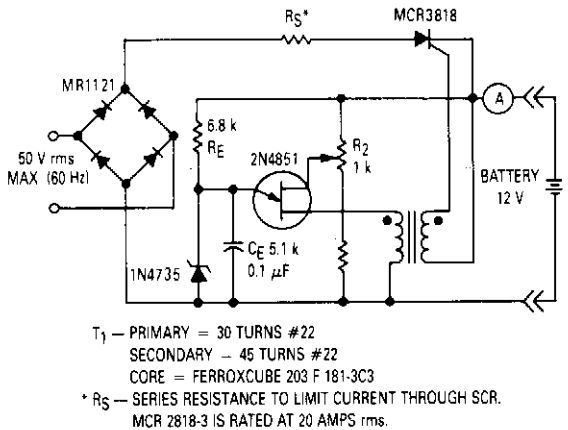 RS*
MCR3818
MR1121
A
6.8 k
RE
2N4851
R2
1 k
50 V rms
MAX (60 Hz)
BATTERY
12 V
CE 5.1 k
0.1 μF
1N4735
T1 — PRIMARY = 30 TURNS #22
SECONDARY – 45 TURNS #22
CORE = FERROXCUBE 203 F 181-3C3
* RS — SERIES RESISTANCE TO LIMIT CURRENT THROUGH SCR.
MCR 2818-3 IS RATED AT 20 AMPS rms.